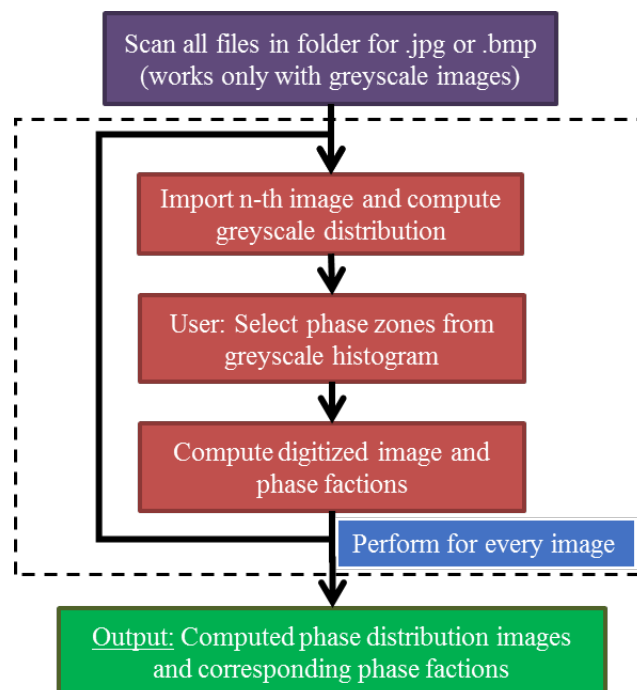 Scan all files in folder for .jpg or .bmp
(works only with greyscale images)
Import n-th image and compute
greyscale distribution
User: Select phase zones from
greyscale histogram
Compute digitized image and
phase factions
Perform for every image
Output: Computed phase distribution images
and corresponding phase factions